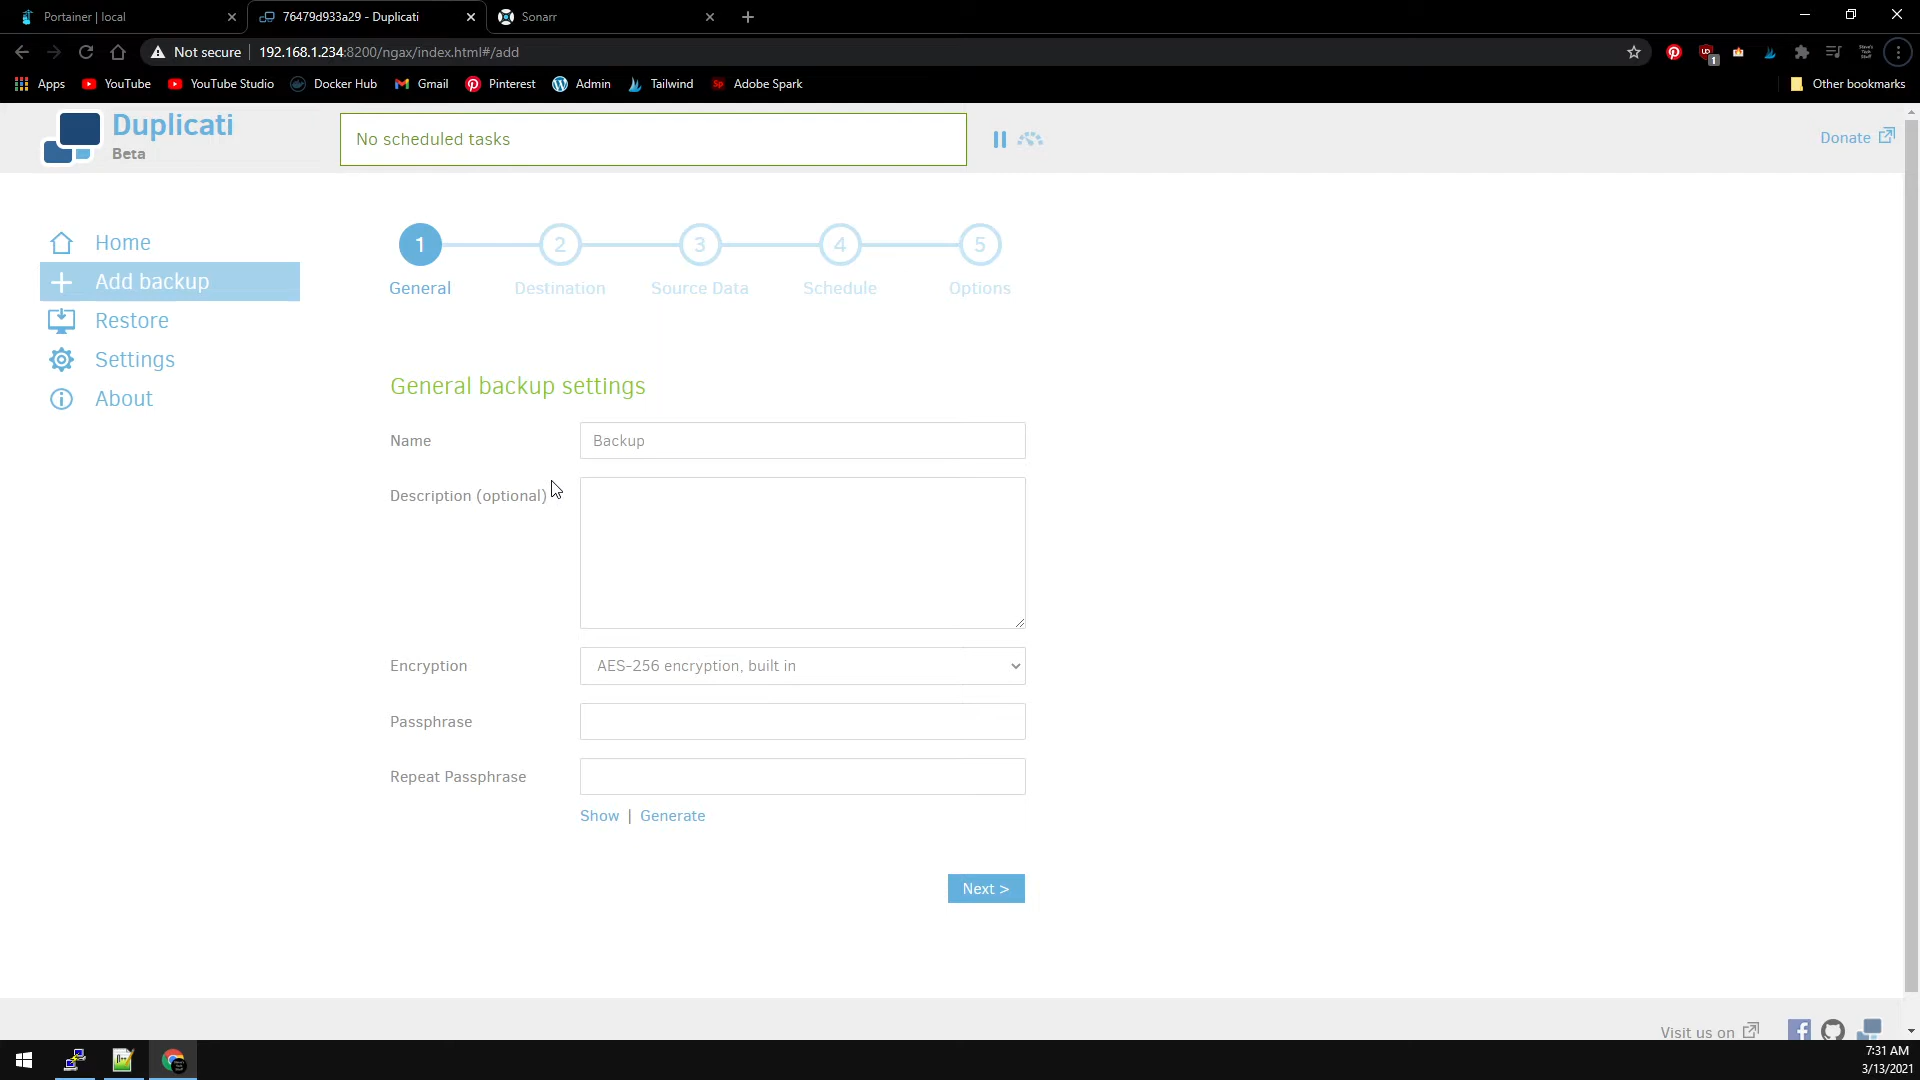 Portainer | local
76479d933a29 - Duplicati
Sonarr
Not secure
192.168.1.234:8200/ngax/index.html#/add
Apps
YouTube
YouTube Studio
Docker Hub
Gmail
Pinterest
Admin
Tailwind
Adobe Spark
Other bookmarks
Duplicati
Beta
No scheduled tasks
Donate
Home
Add backup
Restore
Settings
About
1
2
3
4
5
General
Destination
Source Data
Schedule
Options
General backup settings
Name
Backup
Description (optional)
Encryption
AES-256 encryption, built in
Passphrase
Repeat Passphrase
Show | Generate
Next >
Visit us on
7:31 AM
3/13/2021